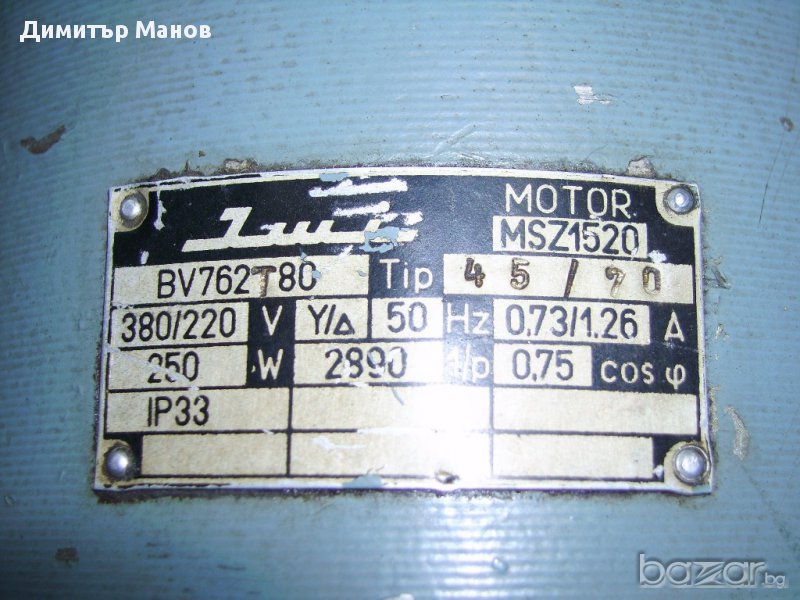 Димитър Манов
MOTOR
MSZ1520
BV762T80 Tip 45/
380/220 V Y/Δ 50 Hz 0.73/1.26 A
250 W 2890 1/p 0,75 cos φ
IP33
bazar.bg